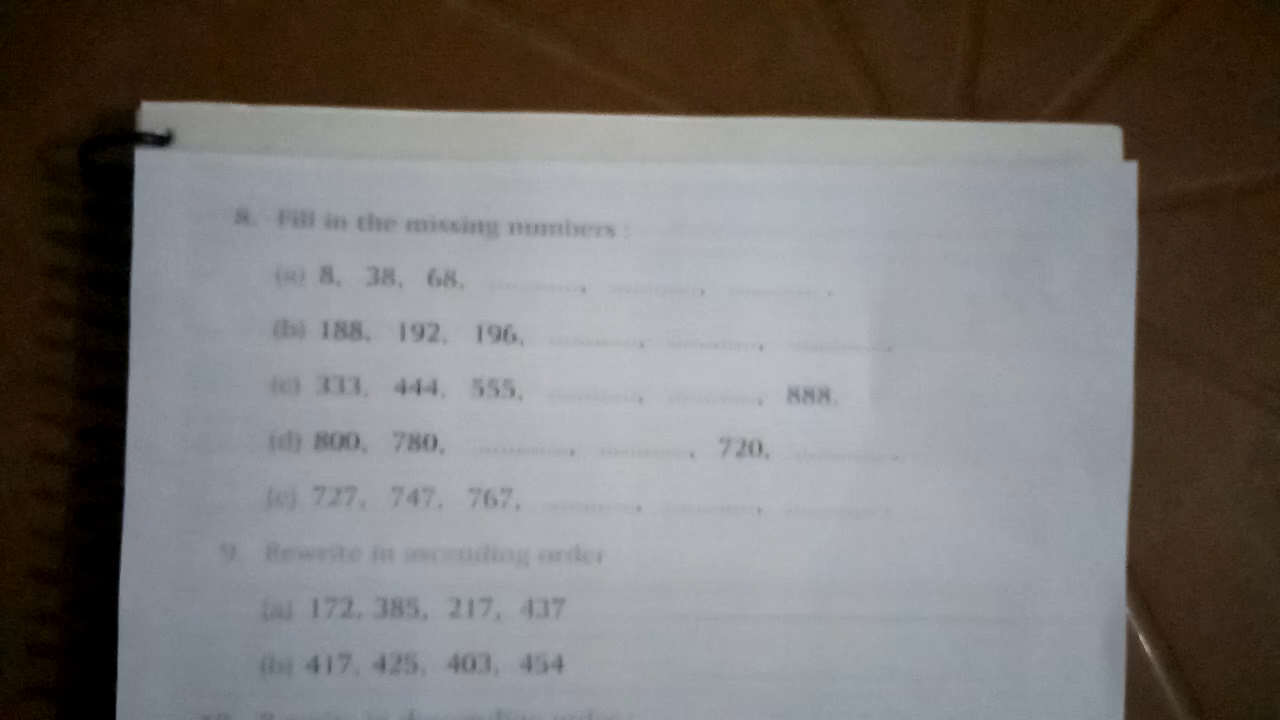 8. Fill in the missing numbers :
(a) 8, 38, 68, ............, ............, ............ .
(b) 188, 192, 196, ............, ............, ............ .
(c) 333, 444, 555, ............, ............, 888.
(d) 800, 780, ............, ............, 720, ............ .
(e) 727, 747, 767, ............, ............, ............ .
9. Rewrite in ascending order
(a) 172, 385, 217, 437
(b) 417, 425, 403, 454